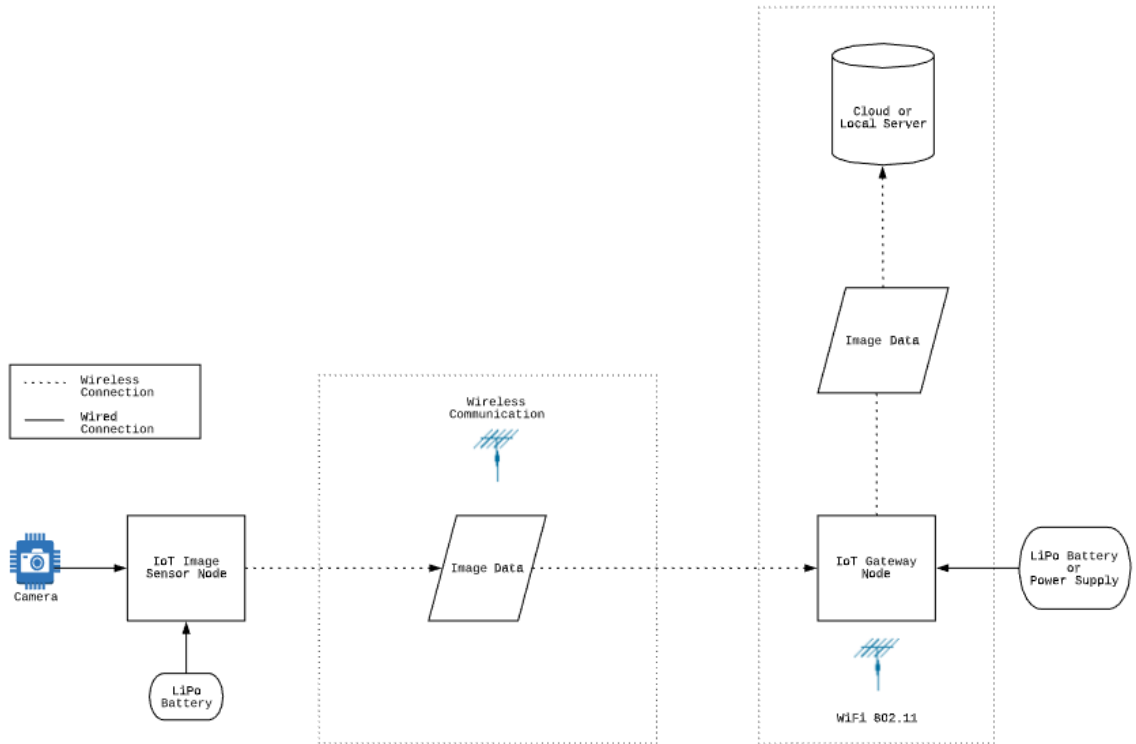 Cloud or
Local Server
Image Data
Wireless
Connection
Wired
Connection
Wireless
Communication
Camera
IoT Image
Sensor Node
Image Data
IoT Gateway
Node
LiPo Battery
or
Power Supply
LiPo
Battery
WiFi 802.11